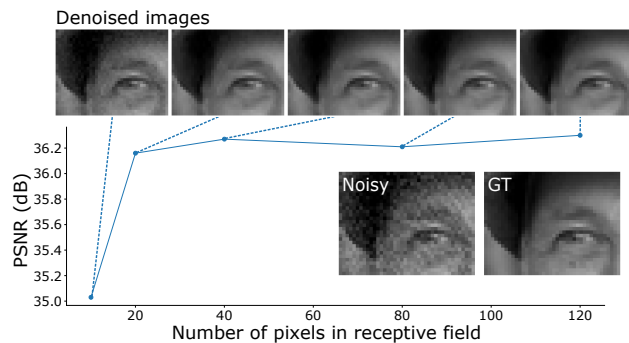 Denoised images
PSNR (dB)
36.2
36.0
35.8
35.6
35.4
35.2
35.0
Noisy
GT
20
40
60
80
100
120
Number of pixels in receptive field